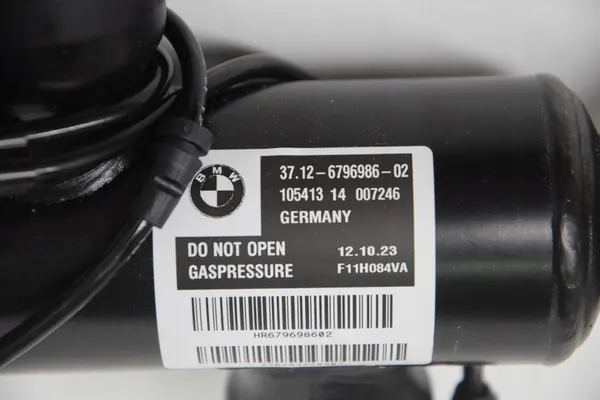 BMW
37.12-6796986-02
105413 14 007246
GERMANY
DO NOT OPEN 12.10.23
GASPRESSURE F11H084VA
HR679698602